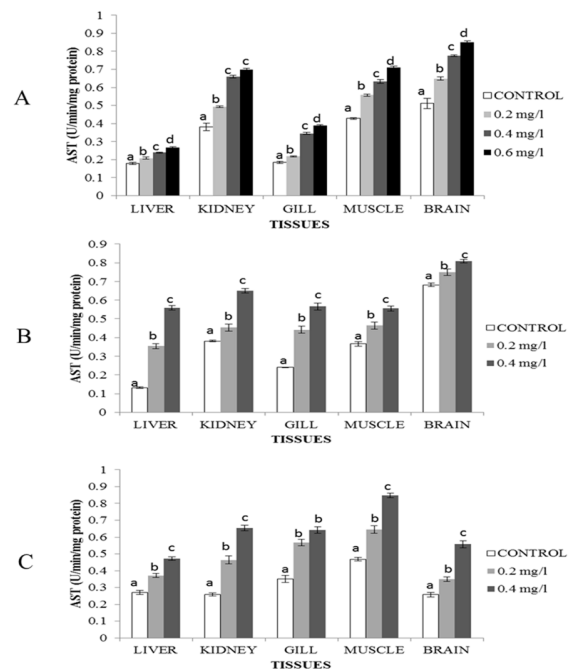 A
AST (U/min/mg protein)
1
0.9
0.8
0.7
0.6
0.5
0.4
0.3
0.2
0.1
0
a b c d
a b c c
a b c d
a b c d
a b c d
LIVER KIDNEY GILL MUSCLE BRAIN
TISSUES
CONTROL
0.2 mg/l
0.4 mg/l
0.6 mg/l
B
AST (U/min/mg protein)
0.9
0.8
0.7
0.6
0.5
0.4
0.3
0.2
0.1
0
a b c
a b c
a b c
a b c
a b c
LIVER KIDNEY GILL MUSCLE BRAIN
TISSUES
CONTROL
0.2 mg/l
0.4 mg/l
C
AST (U/min/mg protein)
1
0.9
0.8
0.7
0.6
0.5
0.4
0.3
0.2
0.1
0
a b c
a b c
a b b
a b c
a b c
LIVER KIDNEY GILL MUSCLE BRAIN
TISSUES
CONTROL
0.2 mg/l
0.4 mg/l